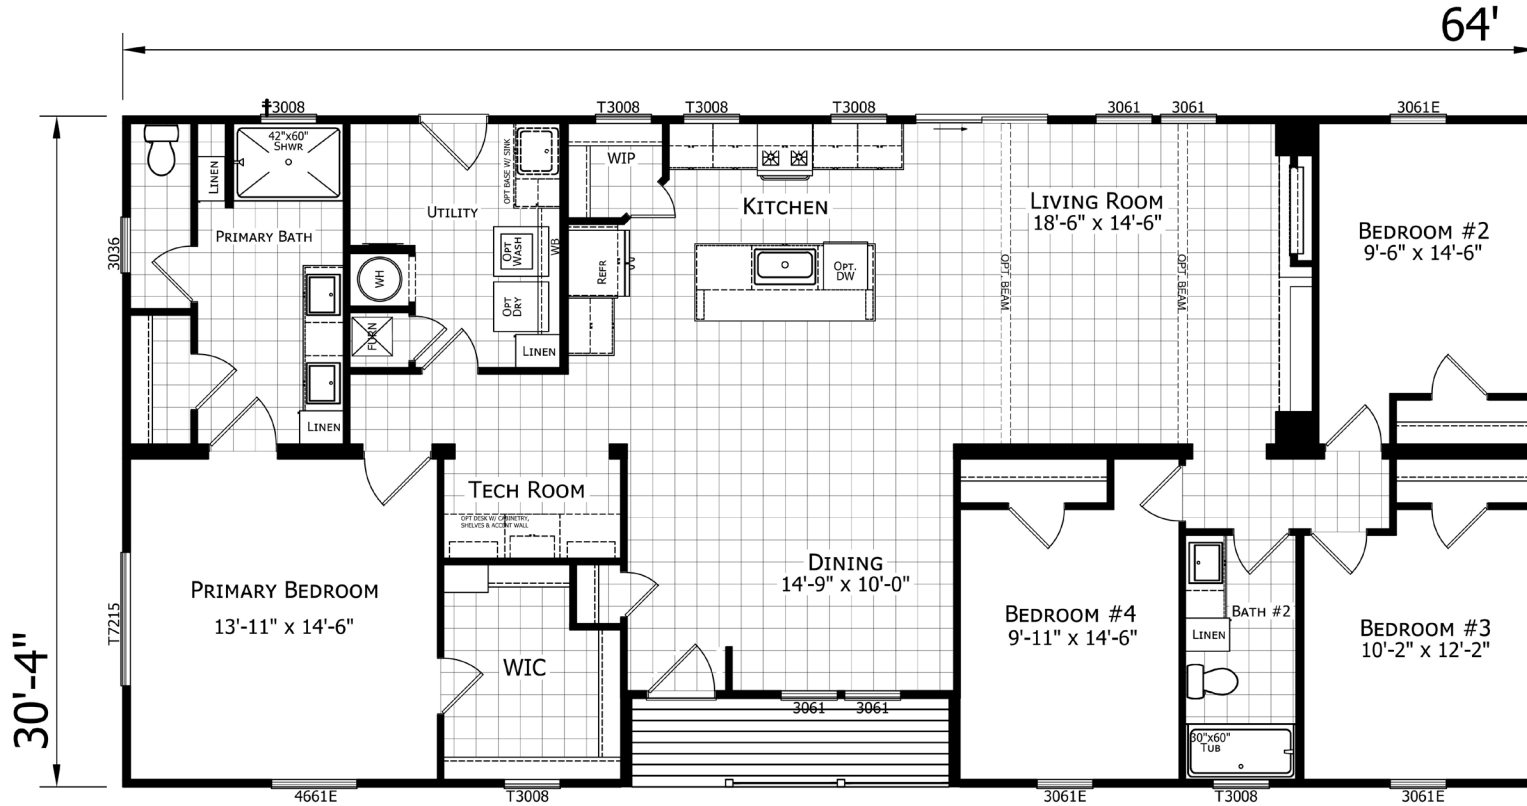 64'
T3008
T3008
T3008
T3008
3061
3061
3061E
42"x60"
SHWR
LINEN
OPT BASE W/ SINK
WIP
UTILITY
KITCHEN
LIVING ROOM
18'-6" x 14'-6"
PRIMARY BATH
BEDROOM #2
9'-6" x 14'-6"
3036
WH
OPT
WASH
WB
REFR
OPT.
DW
OPT BEAM
OPT BEAM
OPT
DRY
FURN
LINEN
LINEN
TECH ROOM
OPT DESK W/ CABINETRY,
SHELVES & ACCENT WALL
DINING
14'-9" x 10'-0"
PRIMARY BEDROOM
13'-11" x 14'-6"
T7215
BEDROOM #4
9'-11" x 14'-6"
BATH #2
LINEN
BEDROOM #3
10'-2" x 12'-2"
WIC
30'-4"
3061
3061
30"x60"
TUB
4661E
T3008
3061E
T3008
3061E